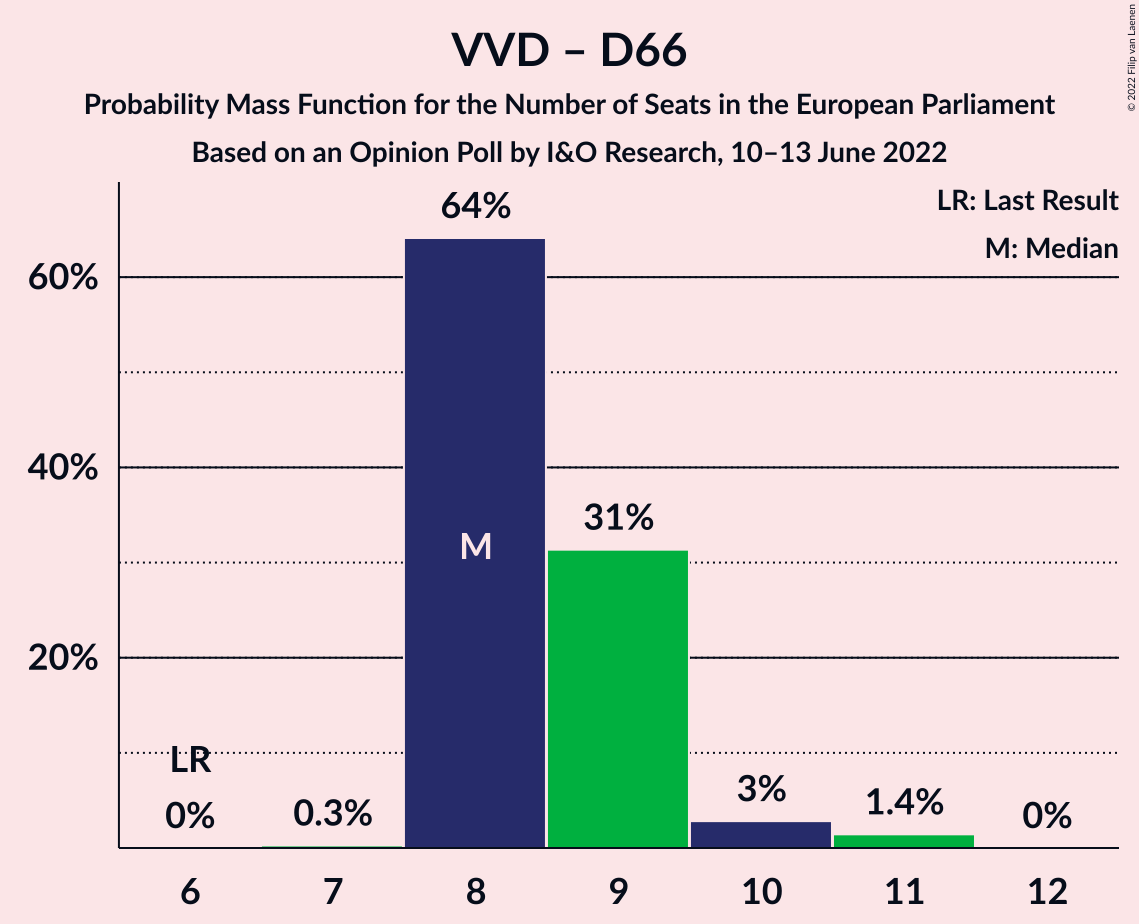 VVD – D66
Probability Mass Function for the Number of Seats in the European Parliament
Based on an Opinion Poll by I&O Research, 10–13 June 2022
© 2022 Filip van Laenen
LR: Last Result
M: Median
64%
60%
M
31%
40%
20%
LR
0%
0.3%
3%
1.4%
0%
6 7 8 9 10 11 12